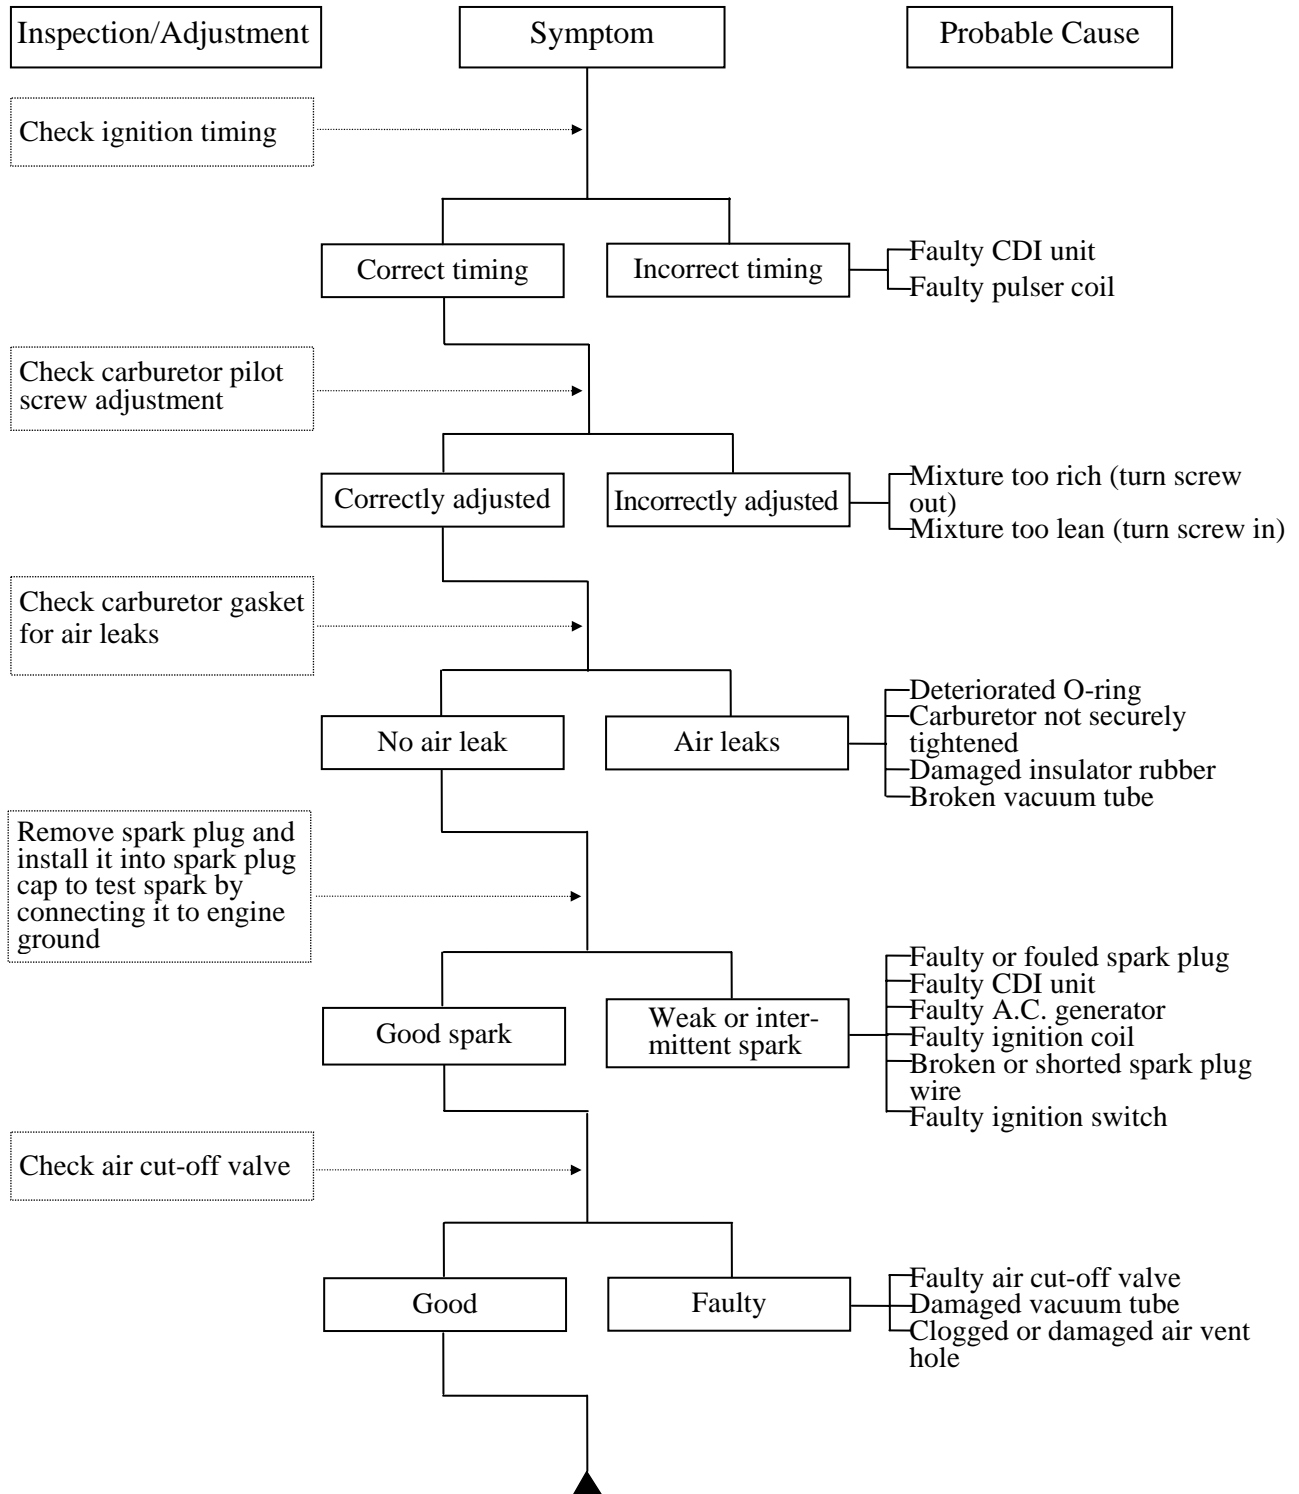 Inspection/Adjustment
Symptom
Probable Cause
Check ignition timing
Correct timing
Incorrect timing
Faulty CDI unit
Faulty pulser coil
Check carburetor pilot
screw adjustment
Correctly adjusted
Incorrectly adjusted
Mixture too rich (turn screw
out)
Mixture too lean (turn screw in)
Check carburetor gasket
for air leaks
No air leak
Air leaks
Deteriorated O-ring
Carburetor not securely
tightened
Damaged insulator rubber
Broken vacuum tube
Remove spark plug and
install it into spark plug
cap to test spark by
connecting it to engine
ground
Good spark
Weak or inter-
mittent spark
Faulty or fouled spark plug
Faulty CDI unit
Faulty A.C. generator
Faulty ignition coil
Broken or shorted spark plug
wire
Faulty ignition switch
Check air cut-off valve
Good
Faulty
Faulty air cut-off valve
Damaged vacuum tube
Clogged or damaged air vent
hole